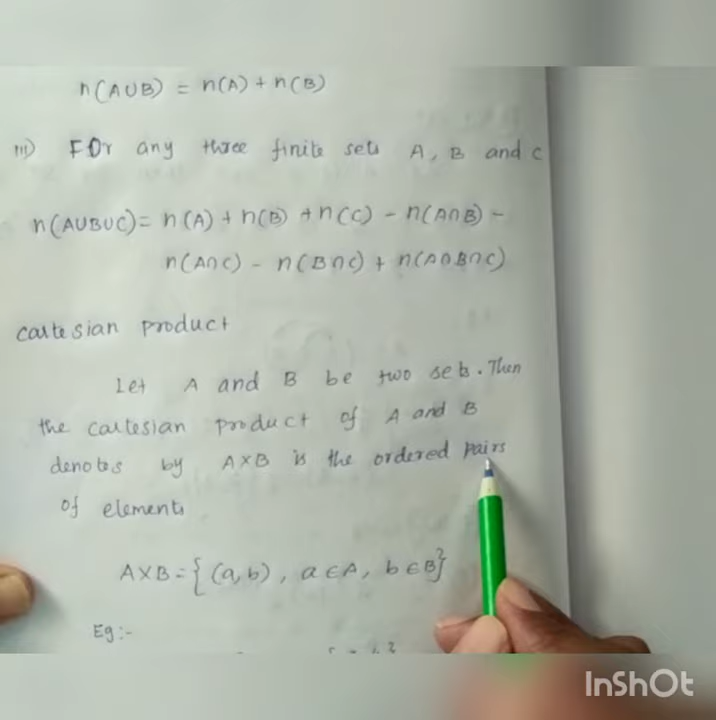 n(A∪B) = n(A) + n(B)
III) For any three finite sets A, B and C
n(A∪B∪C) = n(A) + n(B) + n(C) - n(A∩B) -
n(A∩C) - n(B∩C) + n(A∩B∩C)
cartesian product
Let A and B be two sets. Then
the cartesian product of A and B
denotes by A×B is the ordered pairs
of elements
A×B = { (a,b), a∈A, b∈B}
Eg:-
InShOt